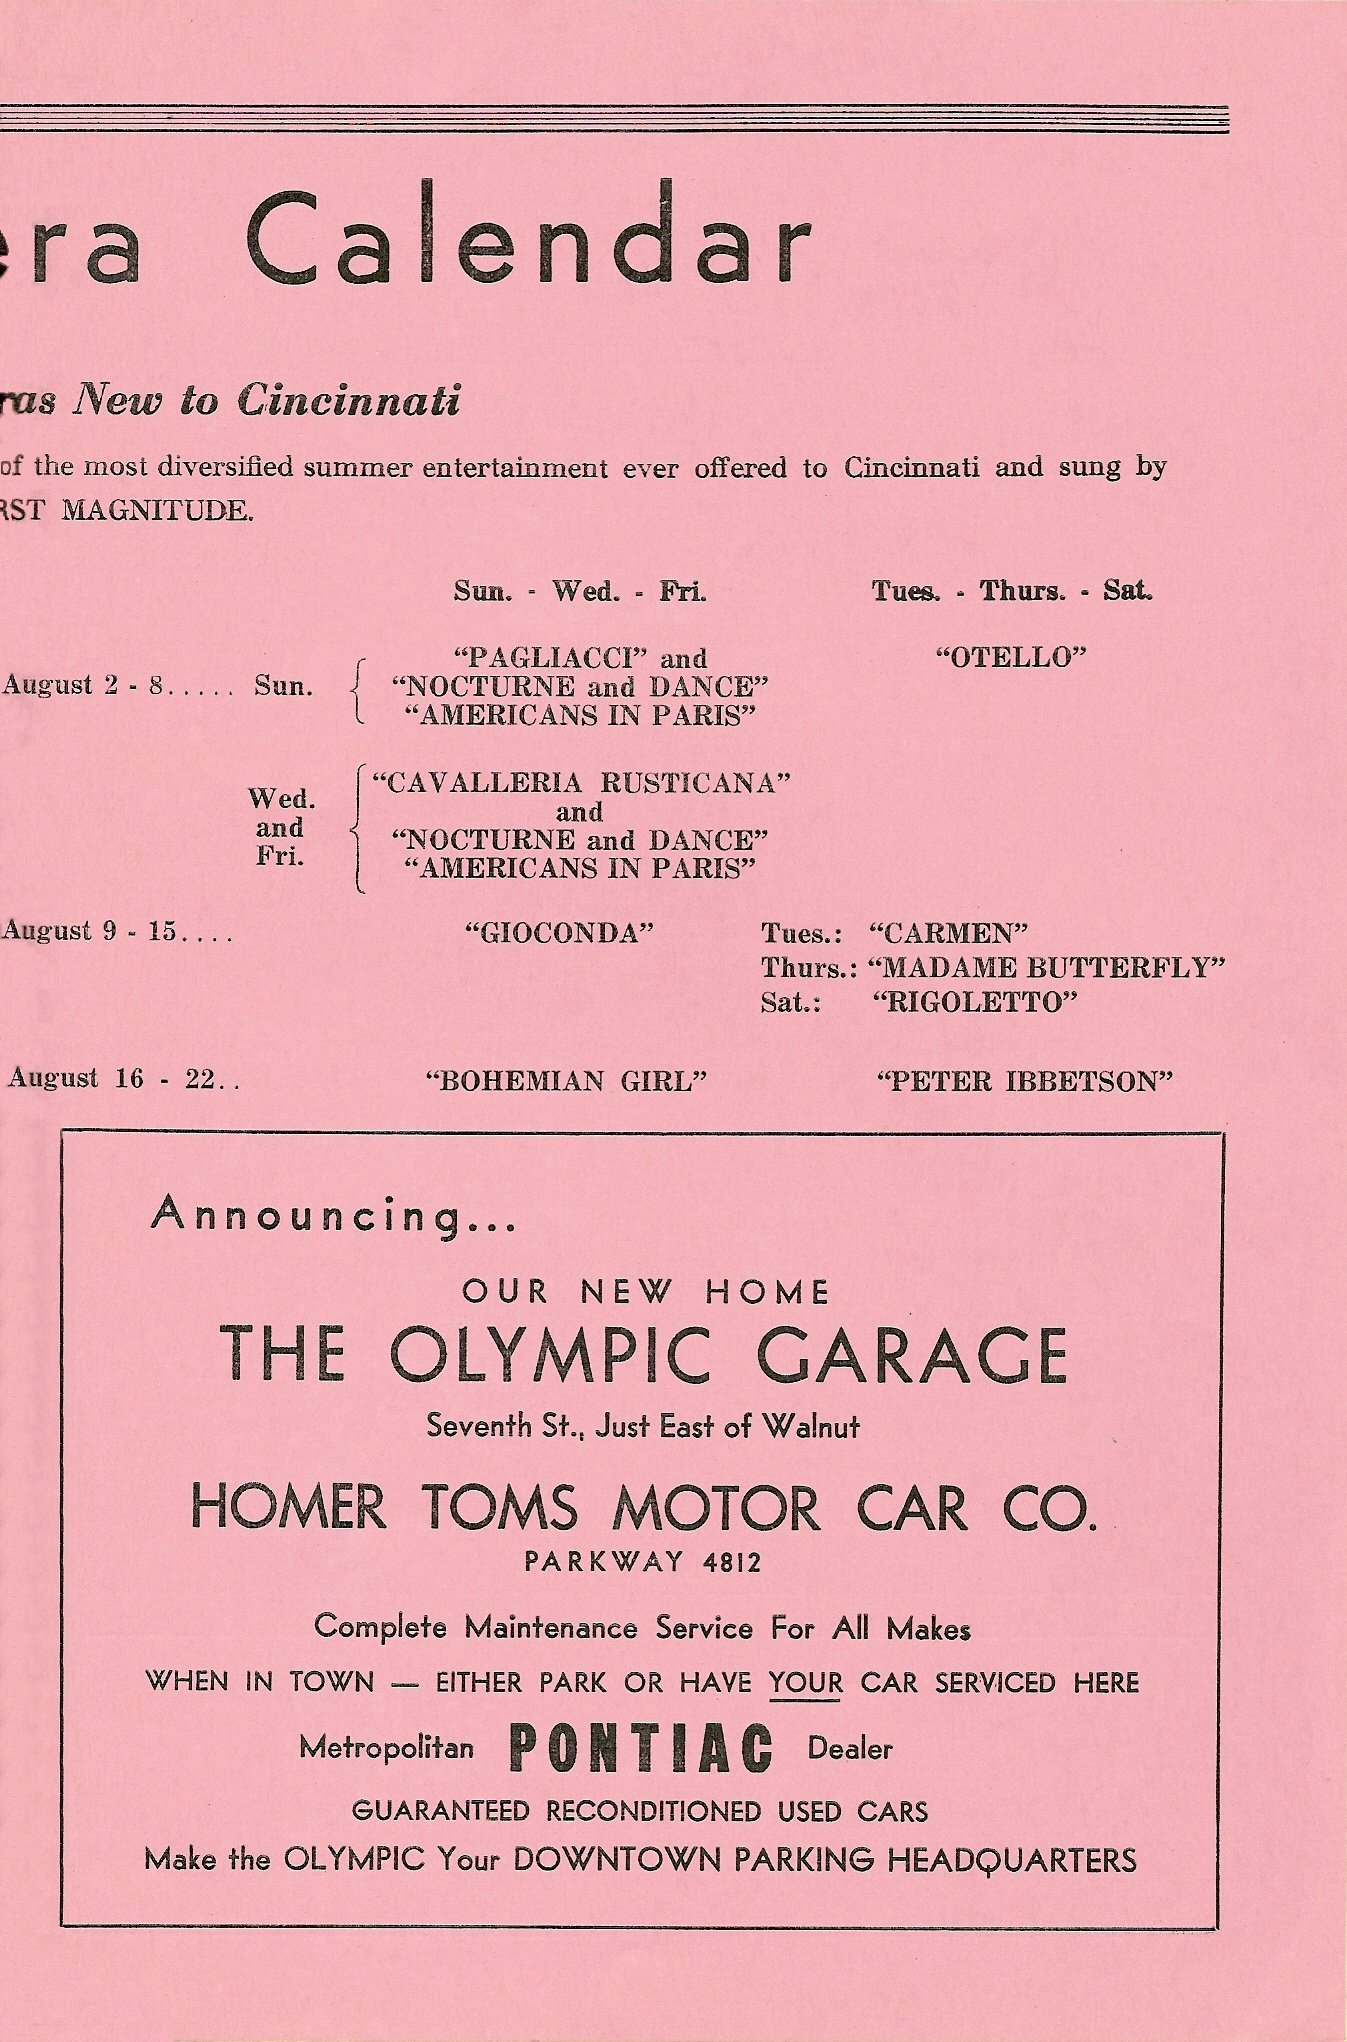 era Calendar
ras New to Cincinnati
of the most diversified summer entertainment ever offered to Cincinnati and sung by
RST MAGNITUDE.
Sun. - Wed. - Fri. Tues. - Thurs. - Sat.
“PAGLIACCI” and “OTELLO”
August 2 - 8..... Sun. “NOCTURNE and DANCE”
“AMERICANS IN PARIS”
“CAVALLERIA RUSTICANA”
Wed.
and
and
“NOCTURNE and DANCE”
Fri.
“AMERICANS IN PARIS”
August 9 - 15.... “GIOCONDA” Tues.: “CARMEN”
Thurs.: “MADAME BUTTERFLY”
Sat.: “RIGOLETTO”
August 16 - 22.. “BOHEMIAN GIRL” “PETER IBBETSON”
Announcing...
OUR NEW HOME
THE OLYMPIC GARAGE
Seventh St., Just East of Walnut
HOMER TOMS MOTOR CAR CO.
PARKWAY 4812
Complete Maintenance Service For All Makes
WHEN IN TOWN — EITHER PARK OR HAVE YOUR CAR SERVICED HERE
Metropolitan PONTIAC Dealer
GUARANTEED RECONDITIONED USED CARS
Make the OLYMPIC Your DOWNTOWN PARKING HEADQUARTERS